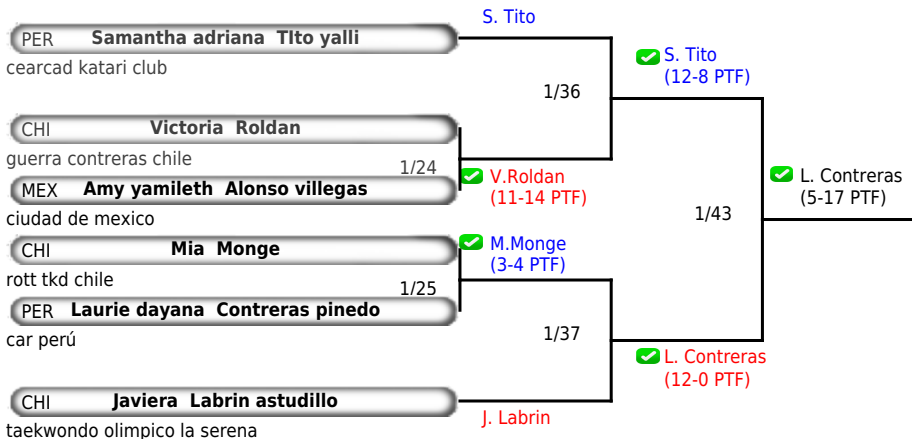 S. Tito
PER Samantha adriana TIto yalli
cearcad katari club
S. Tito
(12-8 PTF)
1/36
CHI Victoria Roldan
guerra contreras chile
1/24
MEX Amy yamileth Alonso villegas
V.Roldan
(11-14 PTF)
ciudad de mexico
L. Contreras
(5-17 PTF)
1/43
CHI Mia Monge
M.Monge
(3-4 PTF)
rott tkd chile
1/25
PER Laurie dayana Contreras pinedo
car perú
1/37
L. Contreras
(12-0 PTF)
CHI Javiera Labrin astudillo
J. Labrin
taekwondo olimpico la serena